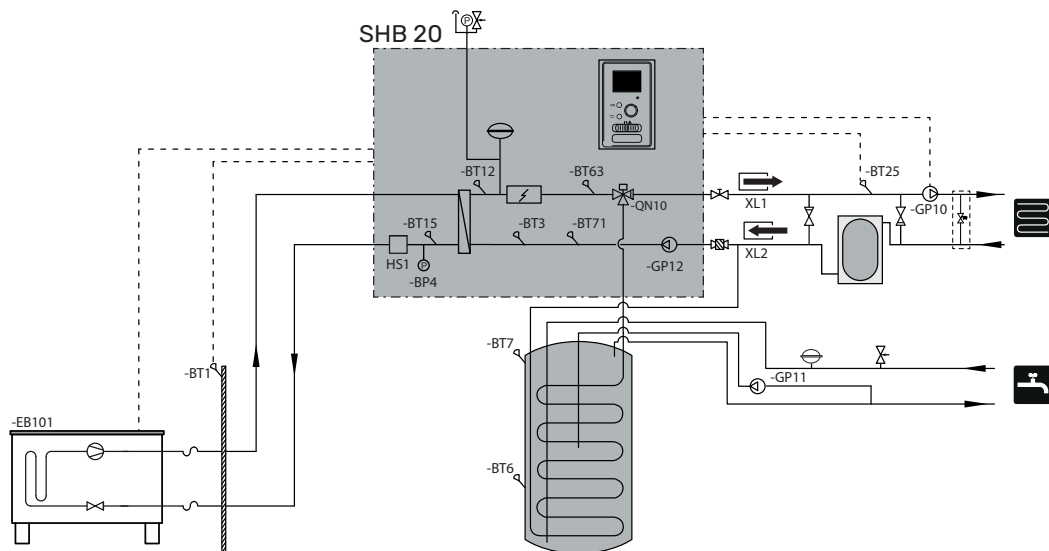 SHB 20
P
-BT12
-BT63
-BT25
-QN10
XL1
-GP10
-BT15
-BT3
-BT71
HS1
P
-BP4
-GP12
XL2
-BT7
-BT1
-GP11
-EB101
-BT6